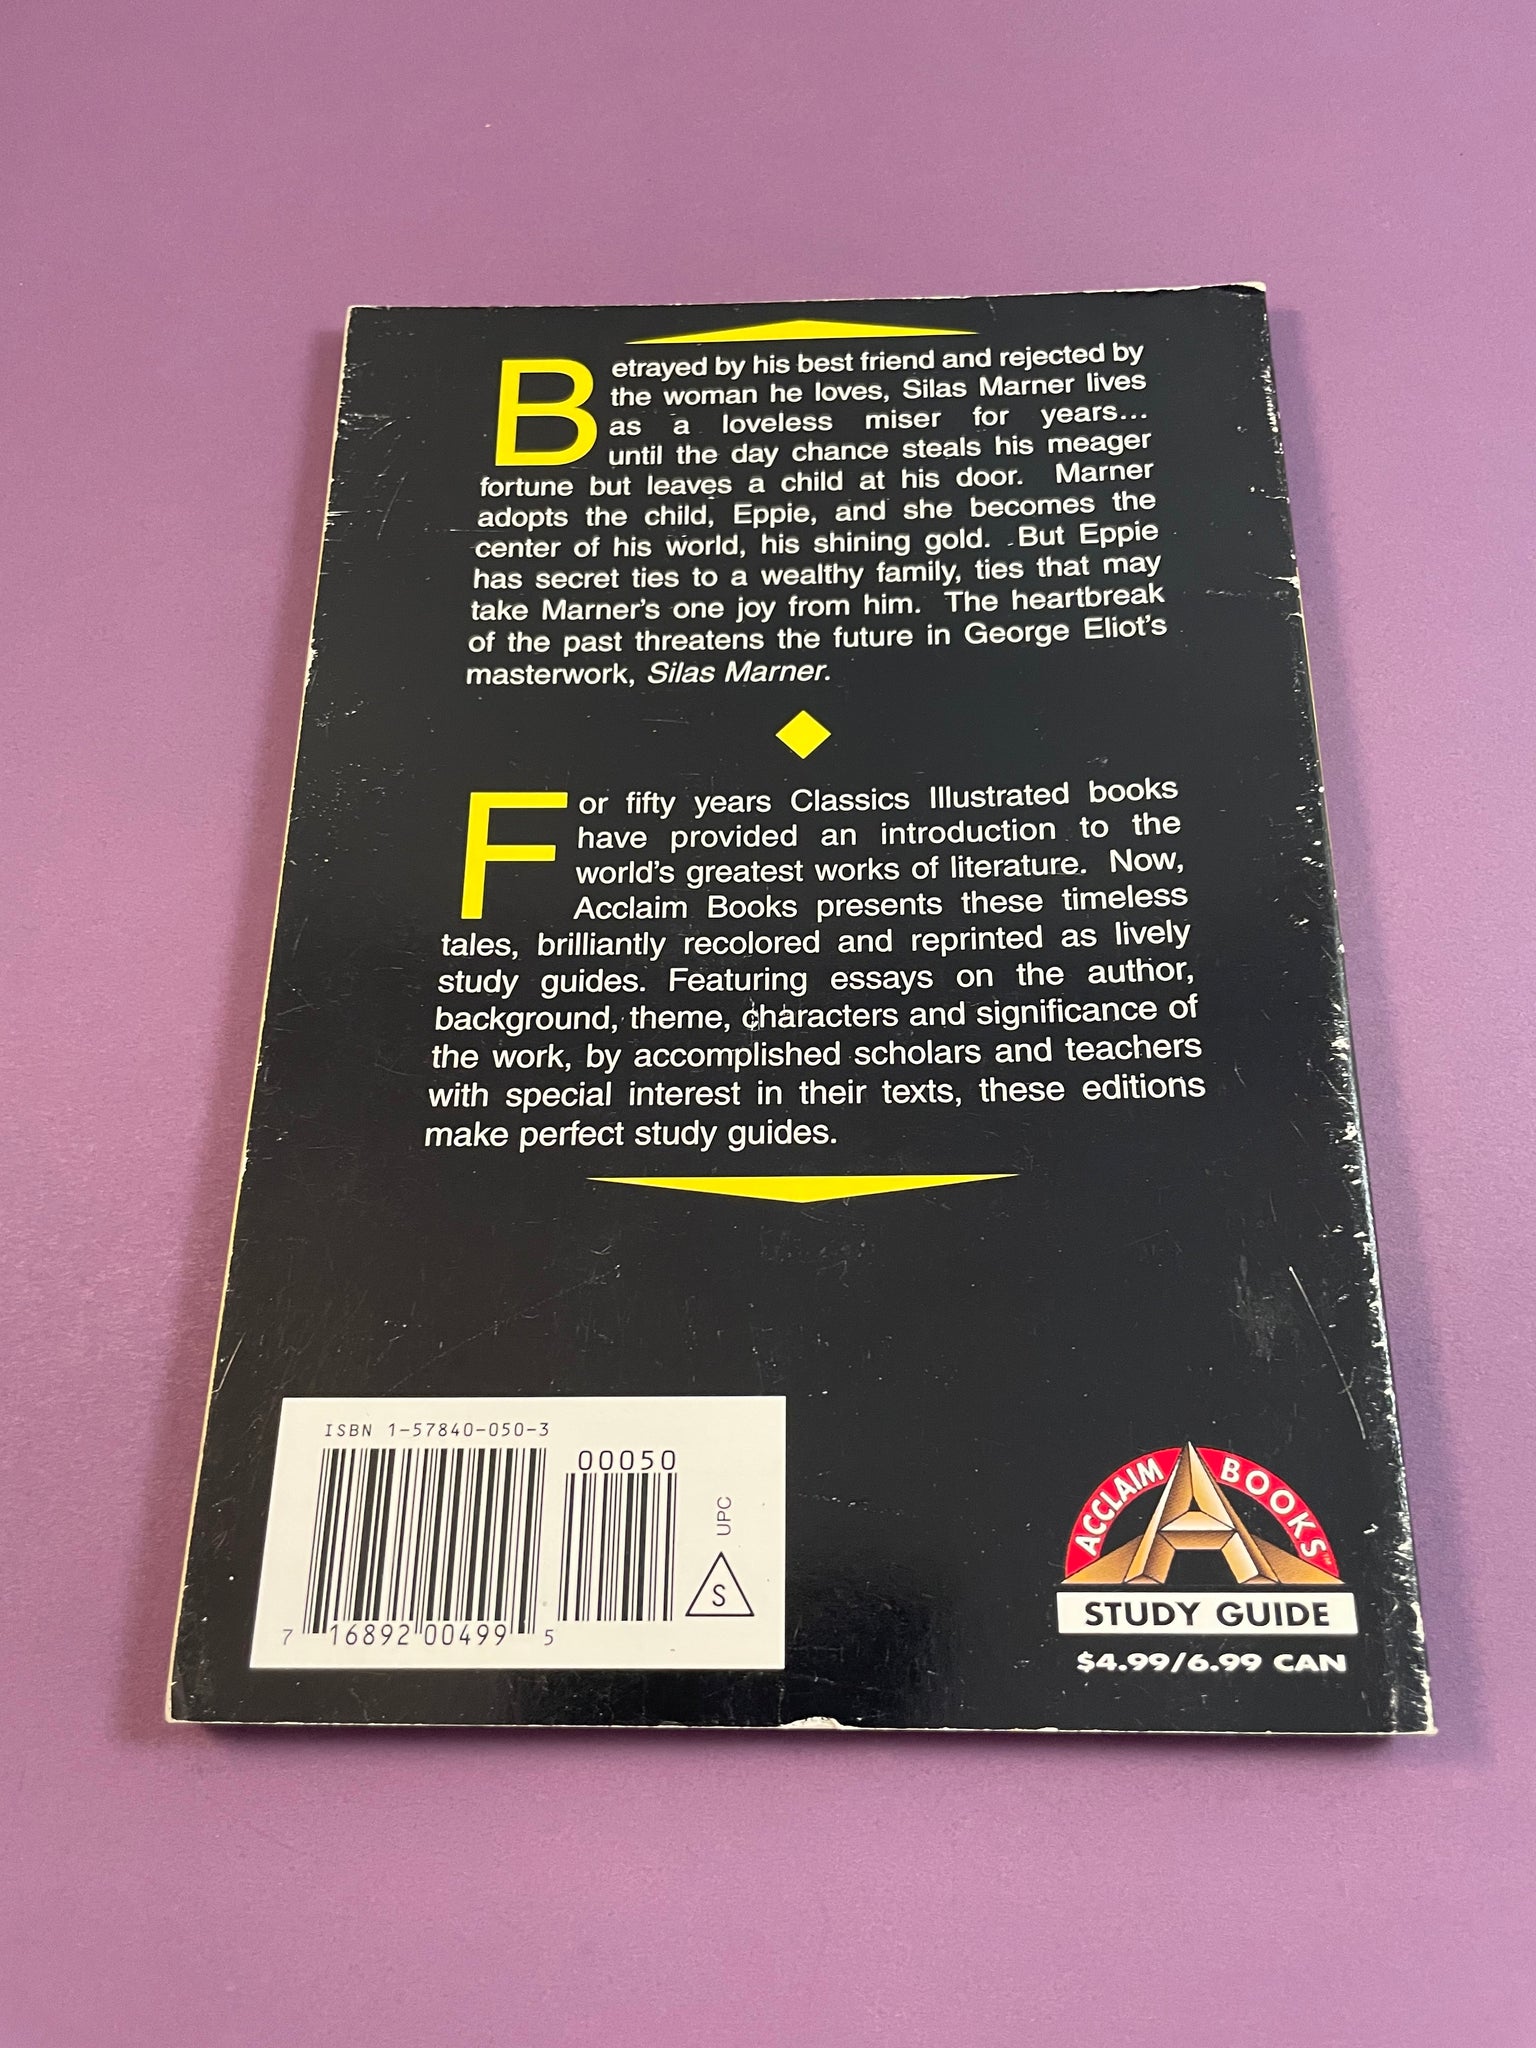 Betrayed by his best friend and rejected by
the woman he loves, Silas Marner lives
as a loveless miser for years...
until the day chance steals his meager
fortune but leaves a child at his door. Marner
adopts the child, Eppie, and she becomes the
center of his world, his shining gold. But Eppie
has secret ties to a wealthy family, ties that may
take Marner's one joy from him. The heartbreak
of the past threatens the future in George Eliot's
masterwork, Silas Marner.
For fifty years Classics Illustrated books
have provided an introduction to the
world's greatest works of literature. Now,
Acclaim Books presents these timeless
tales, brilliantly recolored and reprinted as lively
study guides. Featuring essays on the author,
background, theme, characters and significance of
the work, by accomplished scholars and teachers
with special interest in their texts, these editions
make perfect study guides.
ISBN 1-57840-050-3
00050
UPC
S
7 16892 00499 5
ACCLAIM BOOKS™
A
STUDY GUIDE
$4.99/6.99 CAN